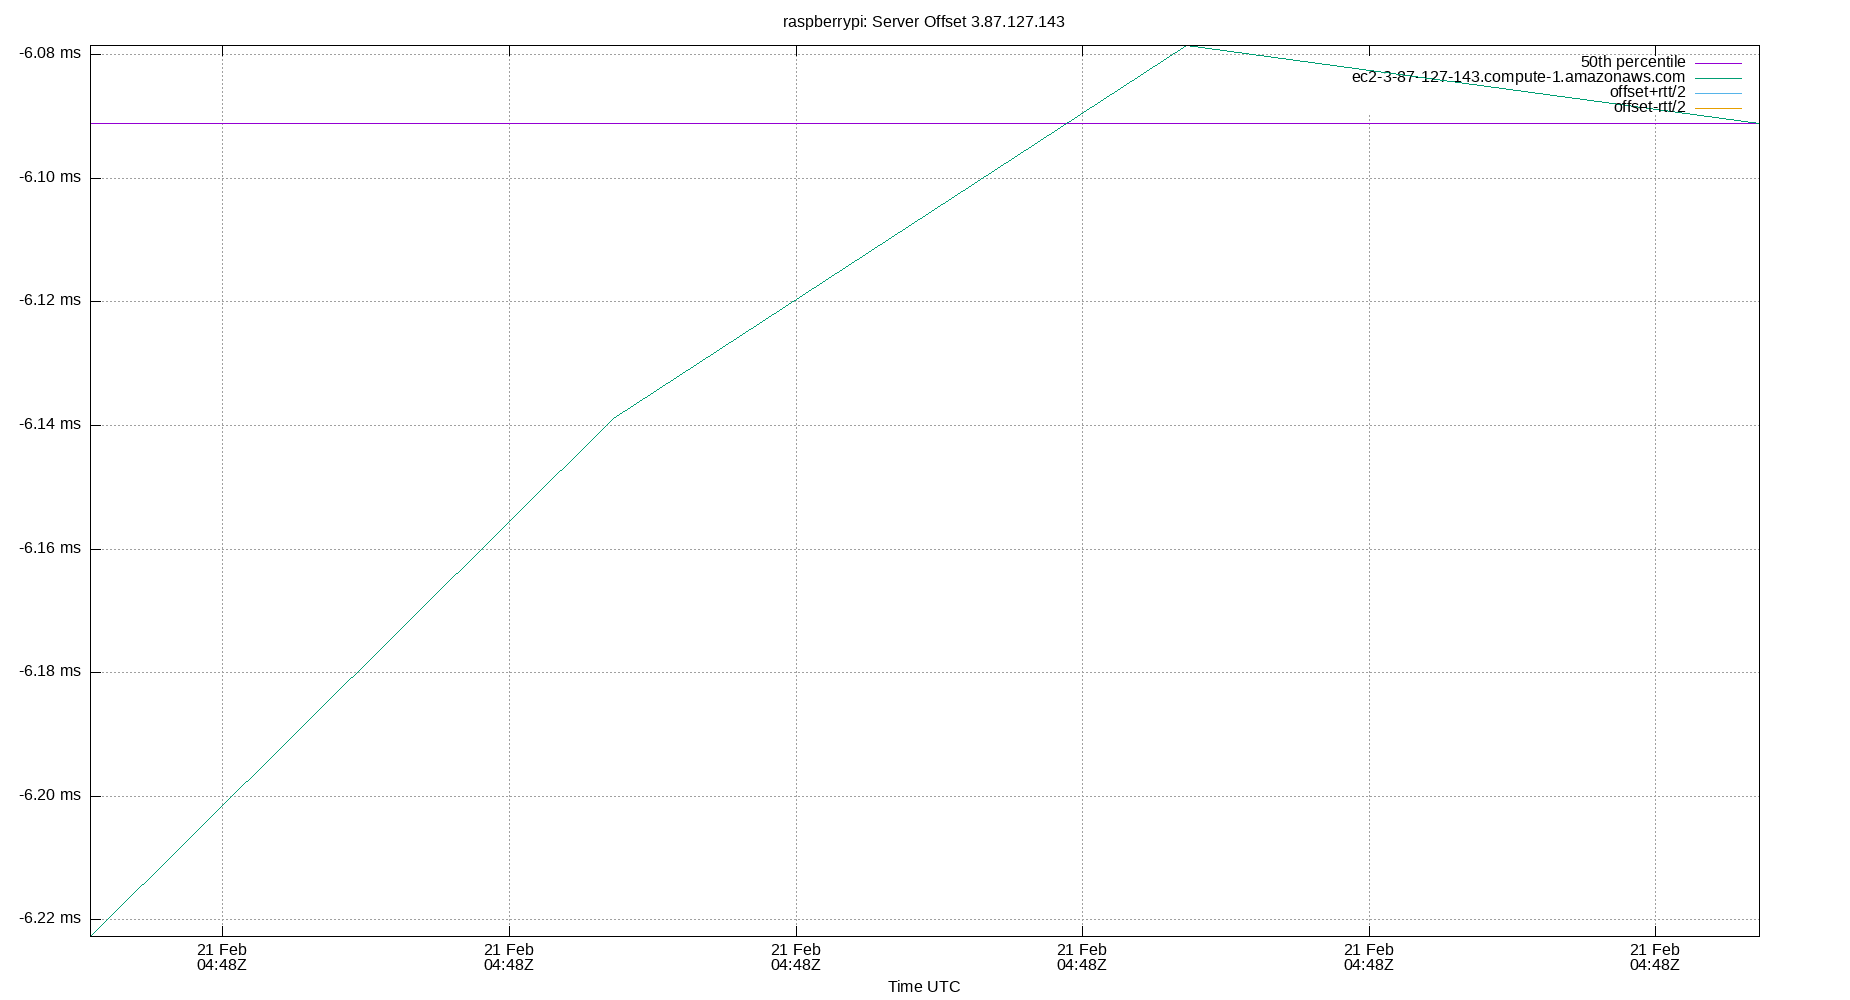 raspberrypi: Server Offset 3.87.127.143
-6.08 ms
50th percentile
ec2-3-87-127-143.compute-1.amazonaws.com
offset+rtt/2
offset-rtt/2
-6.10 ms
-6.12 ms
-6.14 ms
-6.16 ms
-6.18 ms
-6.20 ms
-6.22 ms
21 Feb 21 Feb 21 Feb 21 Feb 21 Feb 21 Feb
04:48Z 04:48Z 04:48Z 04:48Z 04:48Z 04:48Z
Time UTC